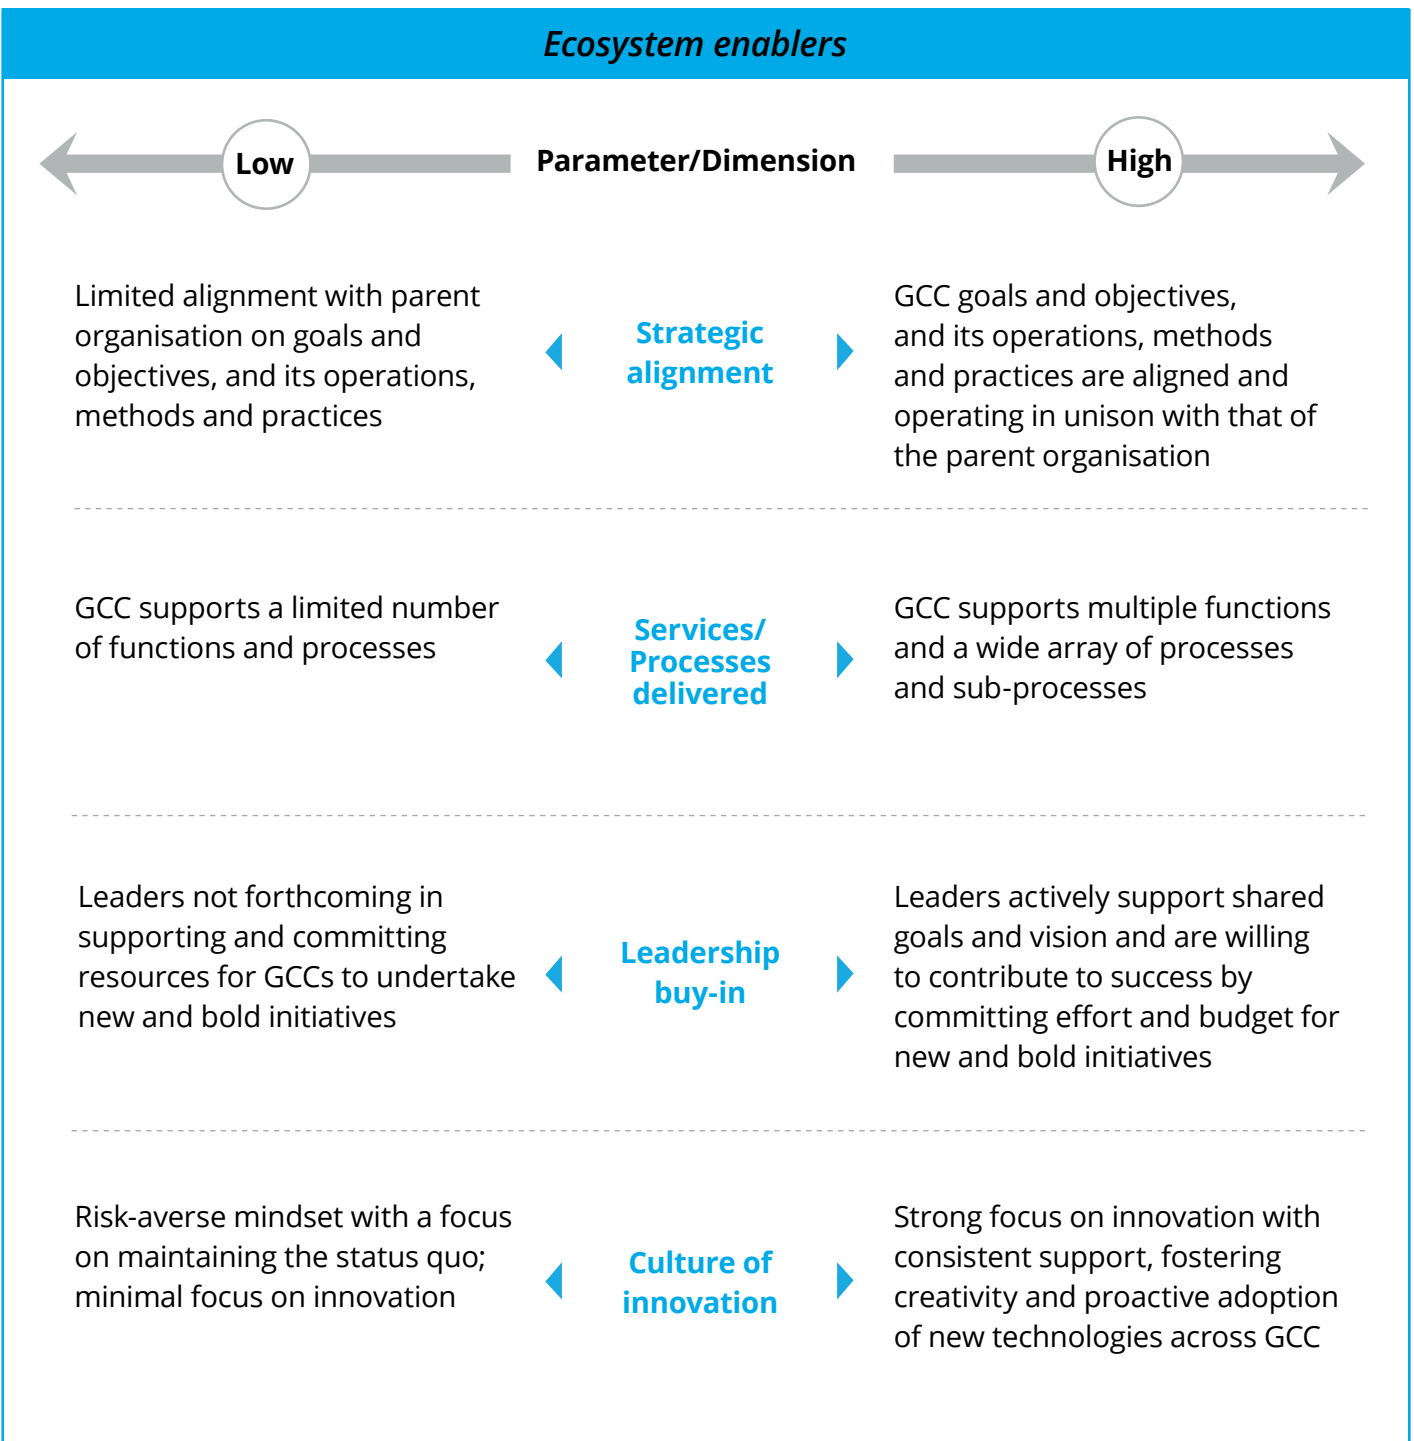 Ecosystem enablers
Low
Parameter/Dimension
High
Limited alignment with parent
organisation on goals and
objectives, and its operations,
methods and practices
Strategic
alignment
GCC goals and objectives,
and its operations, methods
and practices are aligned and
operating in unison with that of
the parent organisation
GCC supports a limited number
of functions and processes
Services/
Processes
delivered
GCC supports multiple functions
and a wide array of processes
and sub-processes
Leaders not forthcoming in
supporting and committing
resources for GCCs to undertake
new and bold initiatives
Leadership
buy-in
Leaders actively support shared
goals and vision and are willing
to contribute to success by
committing effort and budget for
new and bold initiatives
Risk-averse mindset with a focus
on maintaining the status quo;
minimal focus on innovation
Culture of
innovation
Strong focus on innovation with
consistent support, fostering
creativity and proactive adoption
of new technologies across GCC